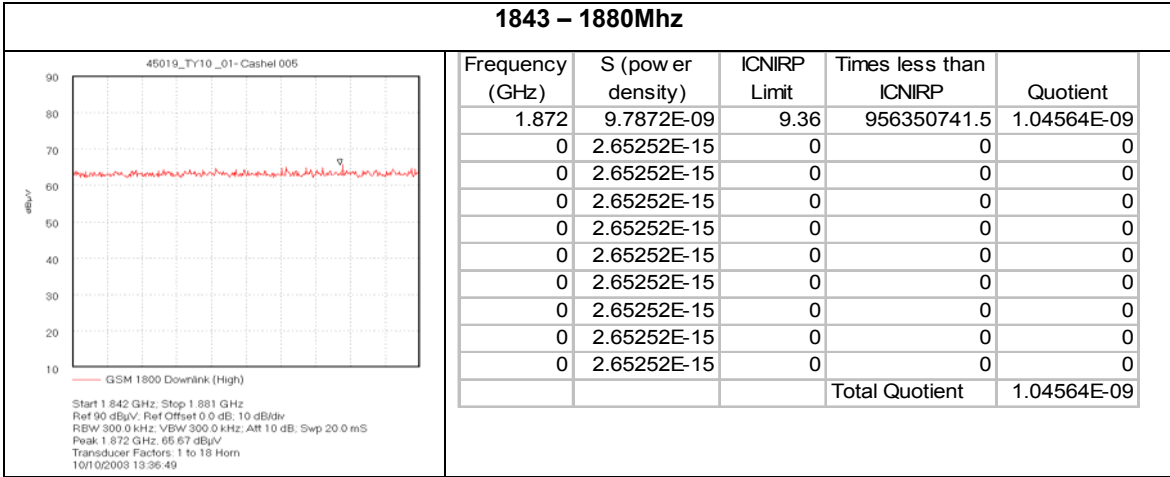 1843 – 1880Mhz
45019_TY10 _01- Cashel 005
90
80
70
60
50
40
30
20
10
dBµV
GSM 1800 Downlink (High)
Start 1.842 GHz; Stop 1.881 GHz
Ref 90 dBµV; Ref Offset 0.0 dB; 10 dB/div
RBW 300.0 kHz; VBW 300.0 kHz; Att 10 dB; Swp 20.0 mS
Peak 1.872 GHz, 65.67 dBµV
Transducer Factors: 1 to 18 Horn
10/10/2003 13:36:49
Frequency (GHz) S (pow er density) ICNIRP Limit Times less than ICNIRP Quotient
1.872 9.7872E-09 9.36 956350741.5 1.04564E-09
0 2.65252E-15 0 0 0
0 2.65252E-15 0 0 0
0 2.65252E-15 0 0 0
0 2.65252E-15 0 0 0
0 2.65252E-15 0 0 0
0 2.65252E-15 0 0 0
0 2.65252E-15 0 0 0
0 2.65252E-15 0 0 0
0 2.65252E-15 0 0 0
Total Quotient 1.04564E-09